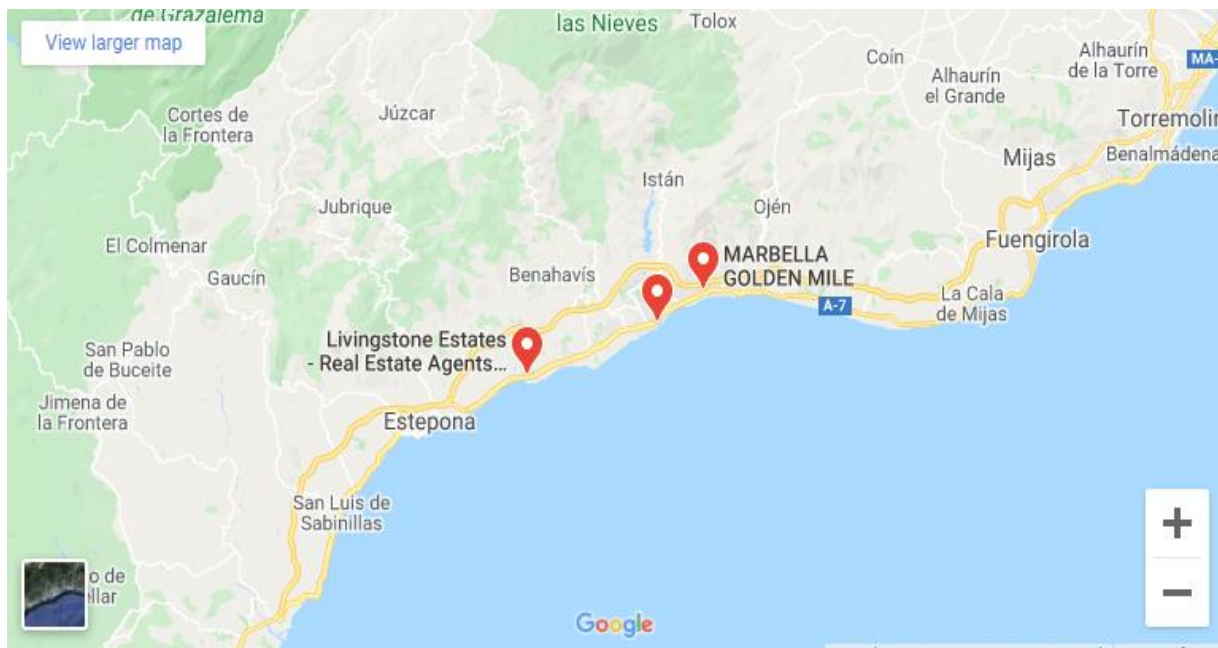 de Grazalema
las Nieves
Tolox
View larger map
Coín
Alhaurín
de la Torre
MA-
Alhaurín
el Grande
Cortes de
la Frontera
Júzcar
Torremolin
Mijas
Benalmádena
Istán
Jubrique
Ojén
El Colmenar
Fuengirola
Gaucín
Benahavís
MARBELLA
GOLDEN MILE
La Cala
de Mijas
A-7
Livingstone Estates
- Real Estate Agents...
San Pablo
de Buceite
Jimena de
la Frontera
Estepona
San Luis de
Sabinillas
o de
ellar
Google